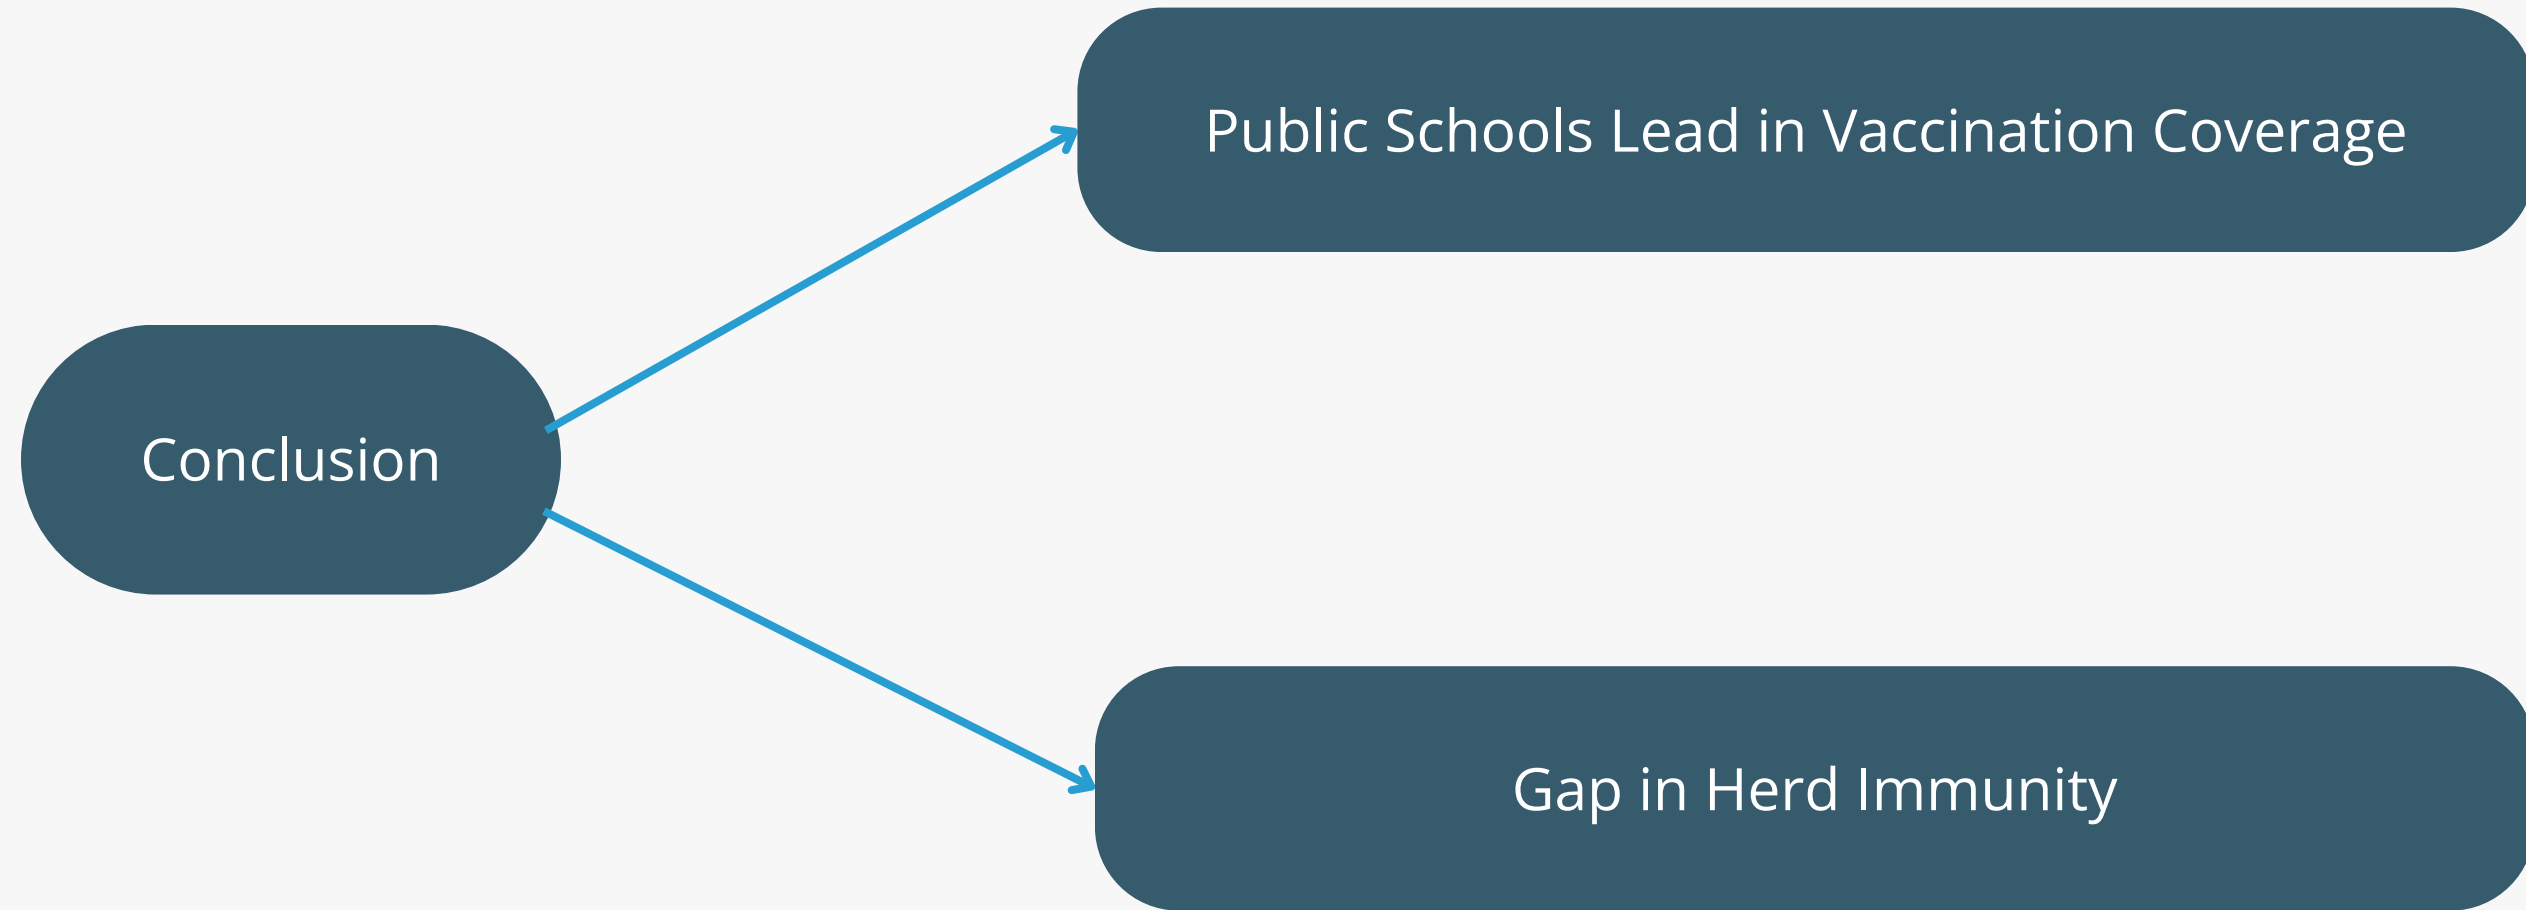 Public Schools Lead in Vaccination Coverage
Conclusion
Gap in Herd Immunity